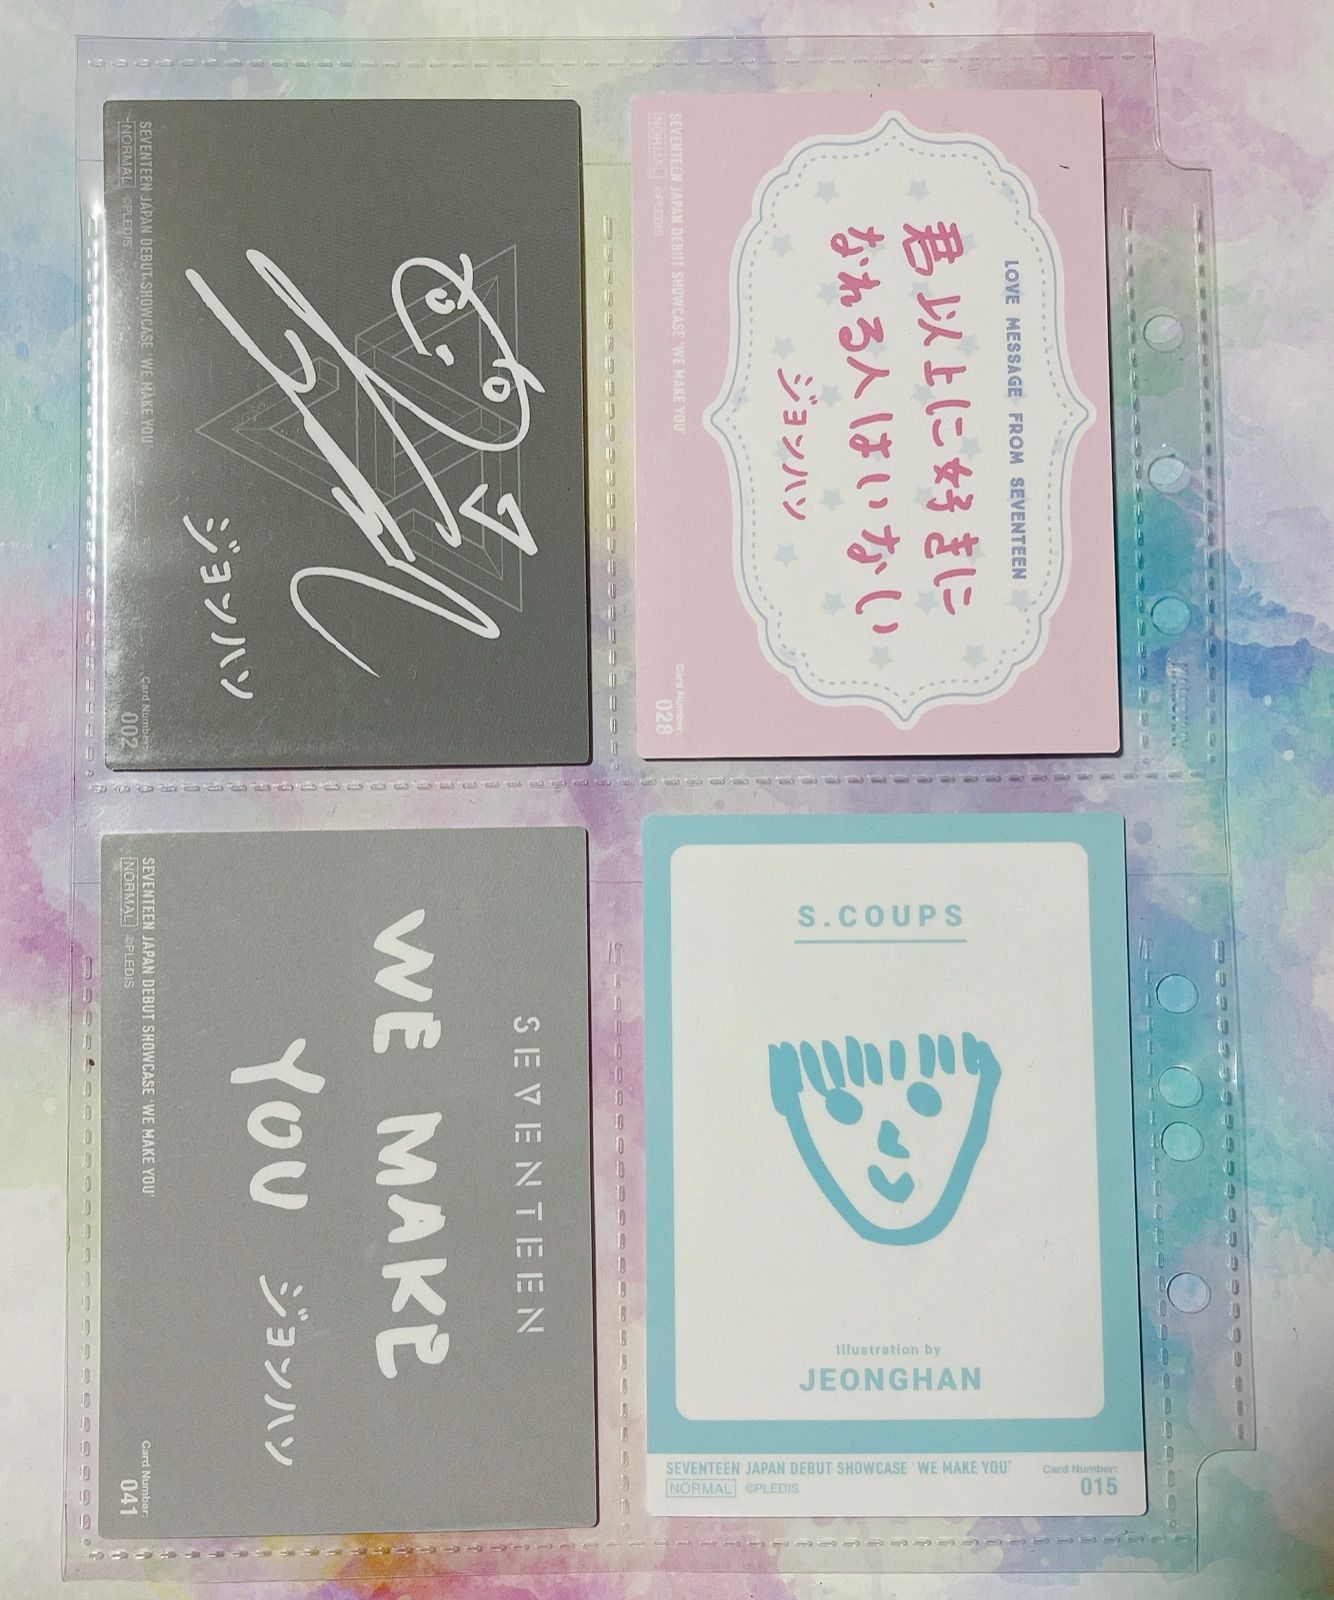 정한
ジョンハン
SEVENTEEN JAPAN DEBUT SHOWCASE 'WE MAKE YOU'
NORMAL ©PLEDIS
Card Number:
002
LOVE MESSAGE FROM SEVENTEEN
君以上に好きに
なれる人はいない
ジョンハン
SEVENTEEN JAPAN DEBUT SHOWCASE 'WE MAKE YOU'
NORMAL ©PLEDIS
Card Number:
028
SEVENTEEN
WE MAKE
YOU
ジョンハン
SEVENTEEN JAPAN DEBUT SHOWCASE 'WE MAKE YOU'
NORMAL ©PLEDIS
Card Number:
041
S.COUPS
Illustration by
JEONGHAN
SEVENTEEN JAPAN DEBUT SHOWCASE 'WE MAKE YOU'
NORMAL ©PLEDIS
Card Number:
015